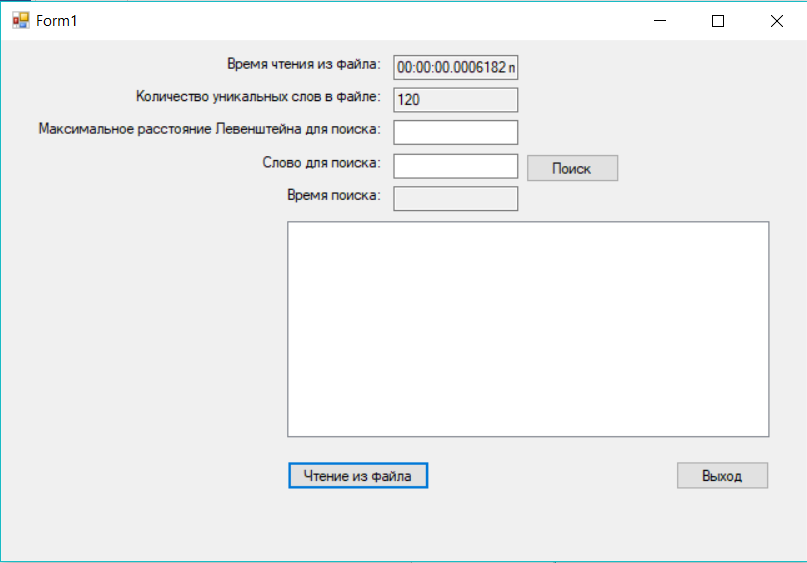 Form1
Время чтения из файла: 00:00:00.0006182
Количество уникальных слов в файле: 120
Максимальное расстояние Левенштейна для поиска:
Слово для поиска: Поиск
Время поиска:
Чтение из файла Выход